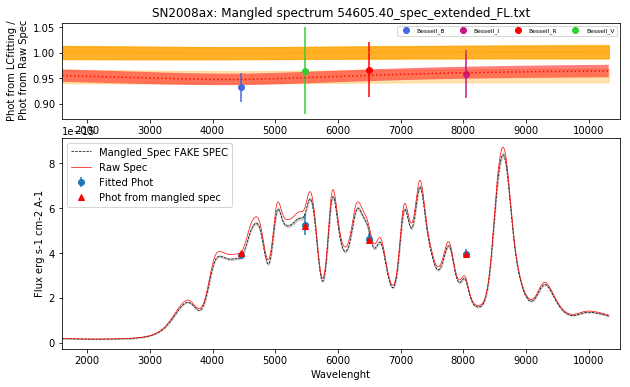 SN2008ax: Mangled spectrum 54605.40_spec_extended_FL.txt
Phot from LCfitting /
Phot from Raw Spec
1.05
1.00
0.95
0.90
Bessell_B
Bessell_I
Bessell_R
Bessell_V
2000 3000 4000 5000 6000 7000 8000 9000 10000
1e-15
Flux erg s-1 cm-2 A-1
8
6
4
2
0
Mangled_Spec FAKE SPEC
Raw Spec
Fitted Phot
Phot from mangled spec
2000 3000 4000 5000 6000 7000 8000 9000 10000
Wavelenght